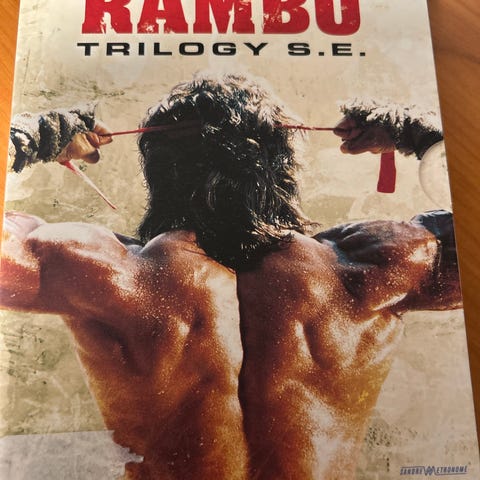 RAMBO
TRILOGY S.E.
SANDREW METRONOME